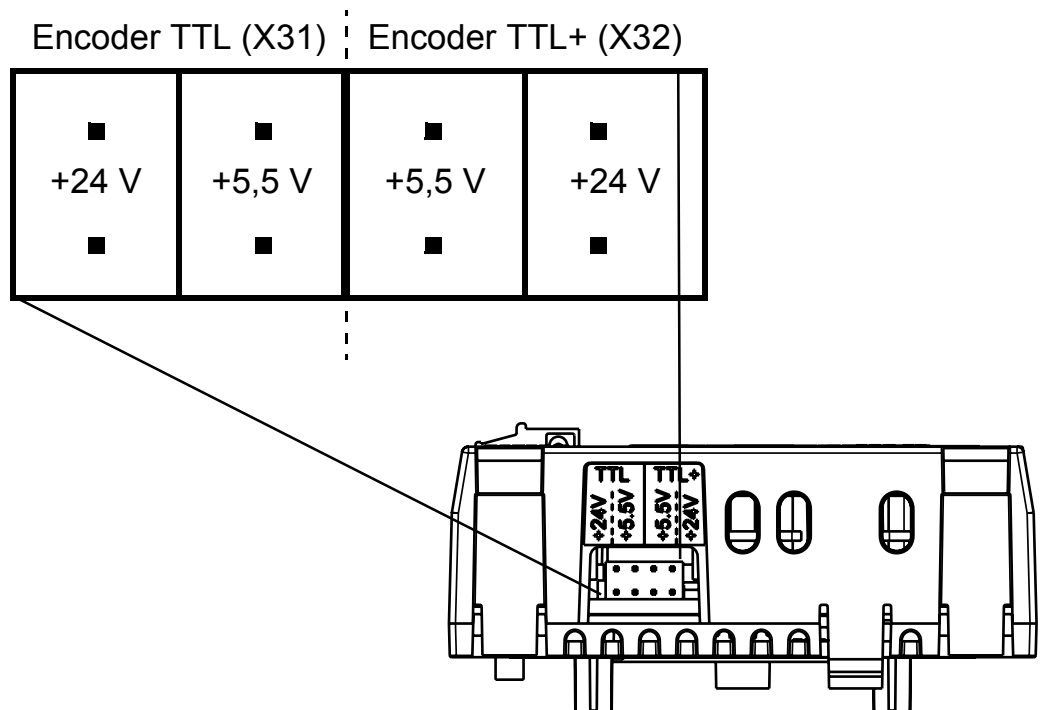 Encoder TTL (X31) Encoder TTL+ (X32)
+24 V +5,5 V +5,5 V +24 V
TTL TTL+
+24V +5.5V +5.5V +24V